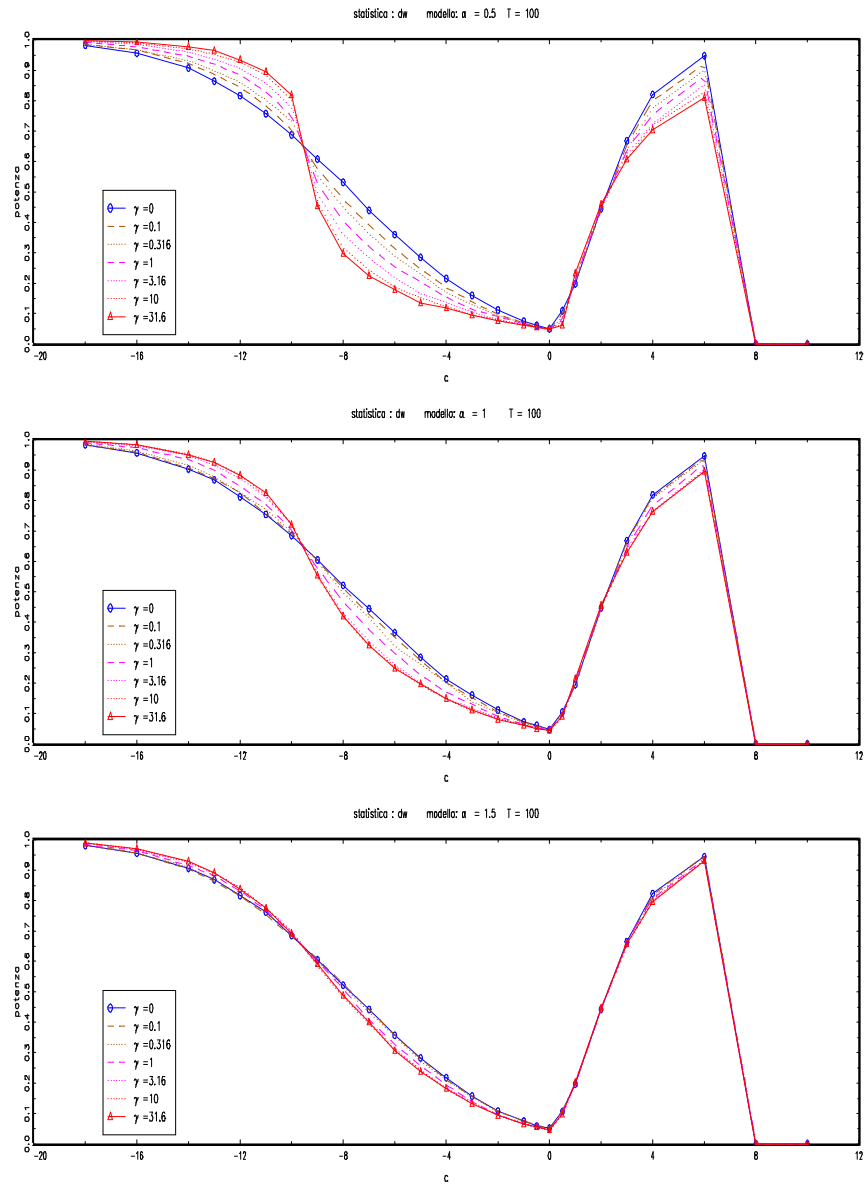 statistica : dw modello: α = 0.5 T = 100
potenza
0.0 0.1 0.2 0.3 0.4 0.5 0.6 0.7 0.8 0.9 1.0
γ =0
γ =0.1
γ =0.316
γ =1
γ =3.16
γ =10
γ =31.6
-20 -16 -12 -8 -4 0 4 8 12
c
statistica : dw modello: α = 1 T = 100
potenza
0.0 0.1 0.2 0.3 0.4 0.5 0.6 0.7 0.8 0.9 1.0
γ =0
γ =0.1
γ =0.316
γ =1
γ =3.16
γ =10
γ =31.6
-20 -16 -12 -8 -4 0 4 8 12
c
statistica : dw modello: α = 1.5 T = 100
potenza
0.0 0.1 0.2 0.3 0.4 0.5 0.6 0.7 0.8 0.9 1.0
γ =0
γ =0.1
γ =0.316
γ =1
γ =3.16
γ =10
γ =31.6
-20 -16 -12 -8 -4 0 4 8 12
c